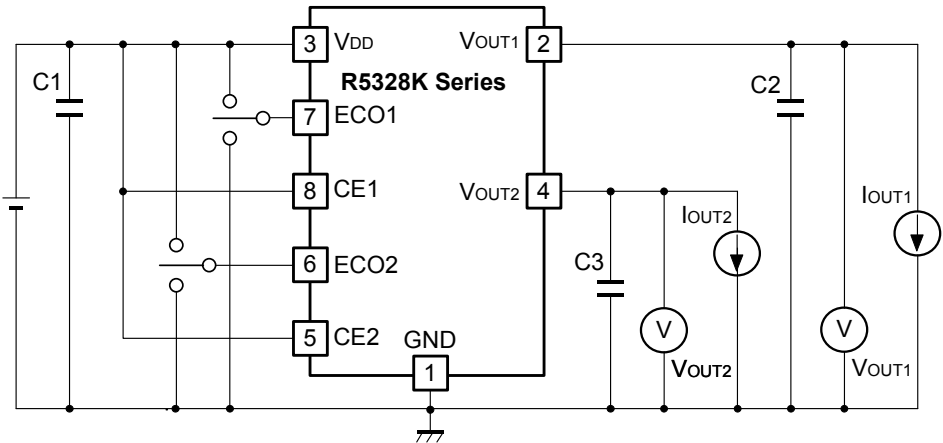 3 VDD VOUT1 2
R5328K Series
C1
C2
7 ECO1
8 CE1
VOUT2 4
IOUT2
IOUT1
6 ECO2
C3
5 CE2
GND
1
V
VOUT2
V
VOUT1